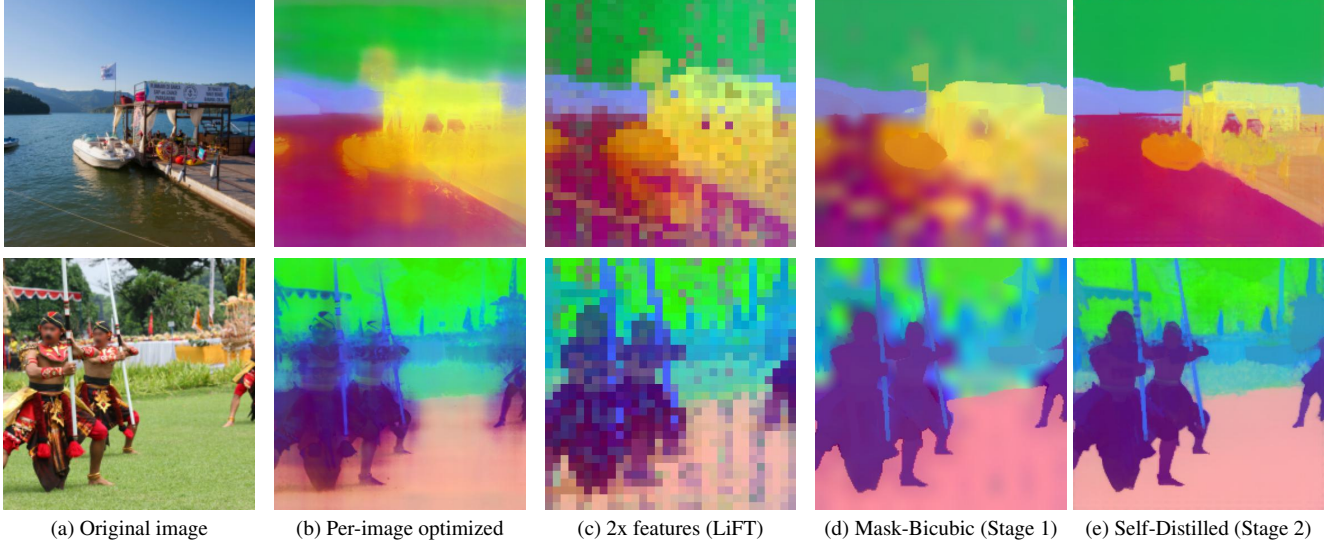 (a) Original image
(b) Per-image optimized
(c) 2x features (LiFT)
(d) Mask-Bicubic (Stage 1)
(e) Self-Distilled (Stage 2)